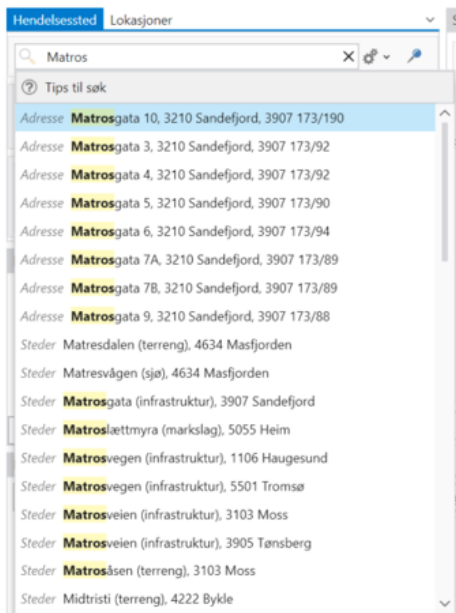 Hendelsessted Lokasjoner
Matros
Tips til søk
Adresse Matrosgata 10, 3210 Sandefjord, 3907 173/190
Adresse Matrosgata 3, 3210 Sandefjord, 3907 173/92
Adresse Matrosgata 4, 3210 Sandefjord, 3907 173/92
Adresse Matrosgata 5, 3210 Sandefjord, 3907 173/90
Adresse Matrosgata 6, 3210 Sandefjord, 3907 173/94
Adresse Matrosgata 7A, 3210 Sandefjord, 3907 173/89
Adresse Matrosgata 7B, 3210 Sandefjord, 3907 173/89
Adresse Matrosgata 9, 3210 Sandefjord, 3907 173/88
Steder Matresdalen (terreng), 4634 Masfjorden
Steder Matresvågen (sjø), 4634 Masfjorden
Steder Matrosgata (infrastruktur), 3907 Sandefjord
Steder Matroslættmyra (markslag), 5055 Heim
Steder Matrosvegen (infrastruktur), 1106 Haugesund
Steder Matrosvegen (infrastruktur), 5501 Tromsø
Steder Matrosveien (infrastruktur), 3103 Moss
Steder Matrosveien (infrastruktur), 3905 Tønsberg
Steder Matrosåsen (terreng), 3103 Moss
Steder Midtristi (terreng), 4222 Bykle